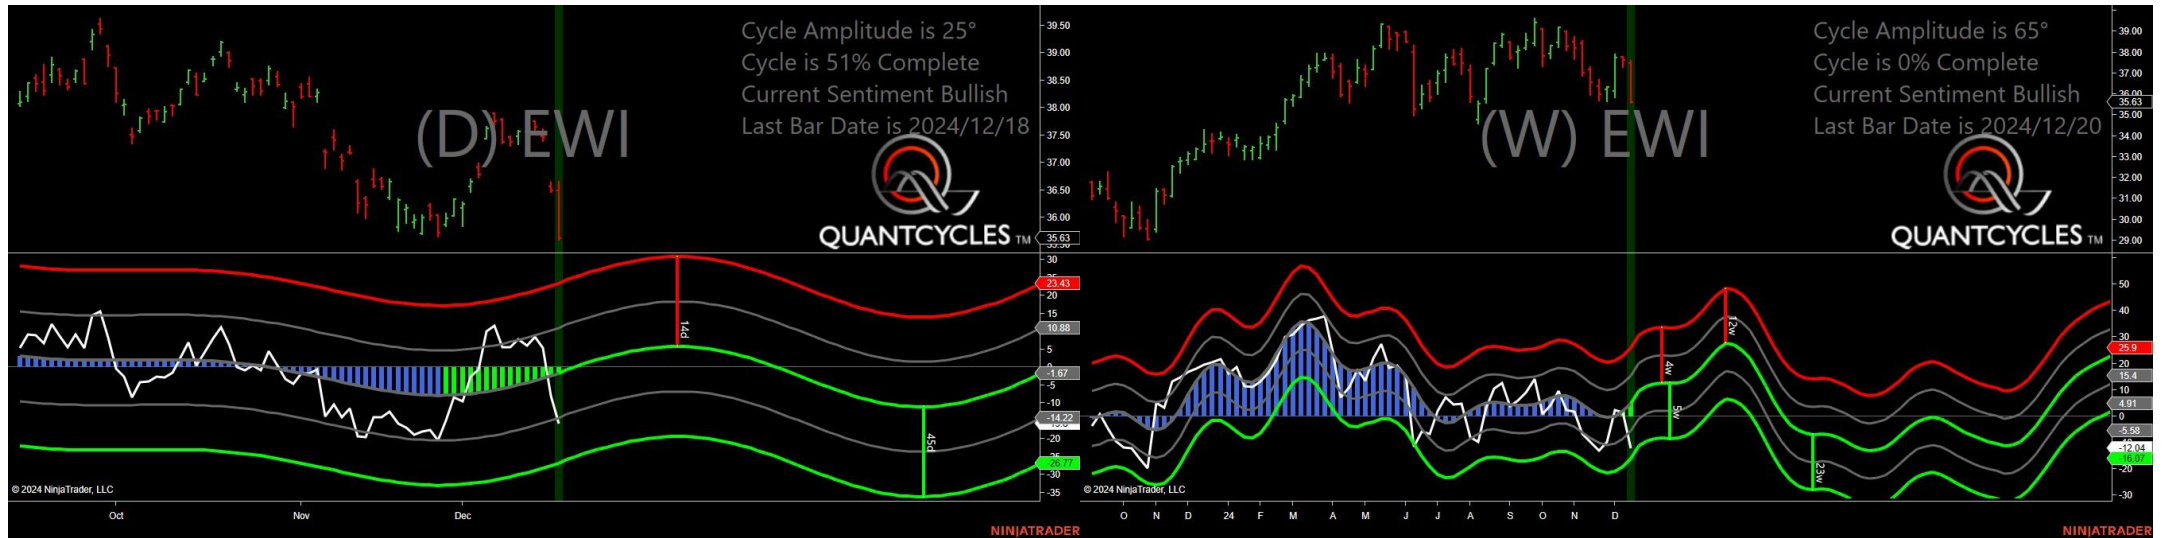 Cycle Amplitude is 25°
Cycle is 51% Complete
Current Sentiment Bullish
Last Bar Date is 2024/12/18
(D) EWI
QUANTCYCLES TM
39.50
39.00
38.50
38.00
37.50
37.00
36.50
36.00
35.63
30
23.43
20
15
10.88
5
-1.67
-5
-10
-14.22
-20
-26.77
-30
-35
14d
45d
© 2024 NinjaTrader, LLC
Oct Nov Dec
NINJATRADER
Cycle Amplitude is 65°
Cycle is 0% Complete
Current Sentiment Bullish
Last Bar Date is 2024/12/20
(W) EWI
QUANTCYCLES TM
39.00
38.00
37.00
36.00
35.63
35.00
34.00
33.00
32.00
31.00
30.00
29.00
50
40
30
25.9
20
15.4
10
4.91
0
-5.58
-12.04
-16.07
-20
-30
4w
5w
12w
23w
© 2024 NinjaTrader, LLC
O N D 24 F M A M J J A S O N D
NINJATRADER